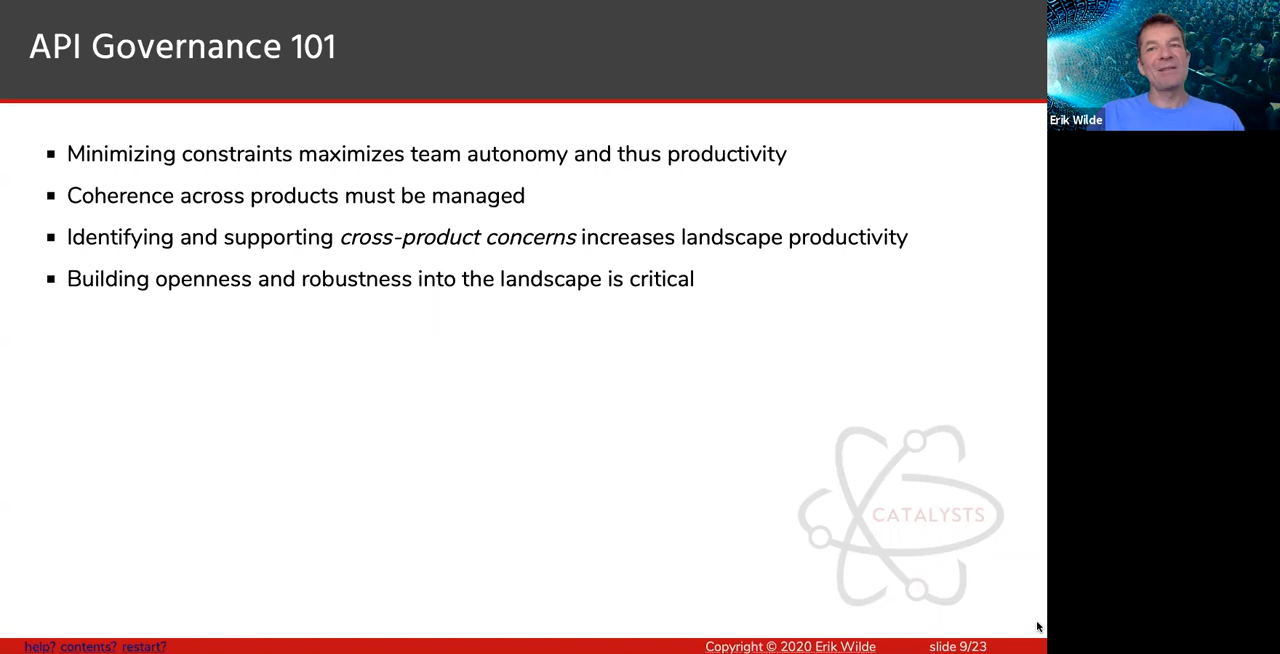 API Governance 101
Erik Wilde
Minimizing constraints maximizes team autonomy and thus productivity
Coherence across products must be managed
Identifying and supporting cross-product concerns increases landscape productivity
Building openness and robustness into the landscape is critical
CATALYSTS
help? contents? restart?
Copyright © 2020 Erik Wilde
slide 9/23